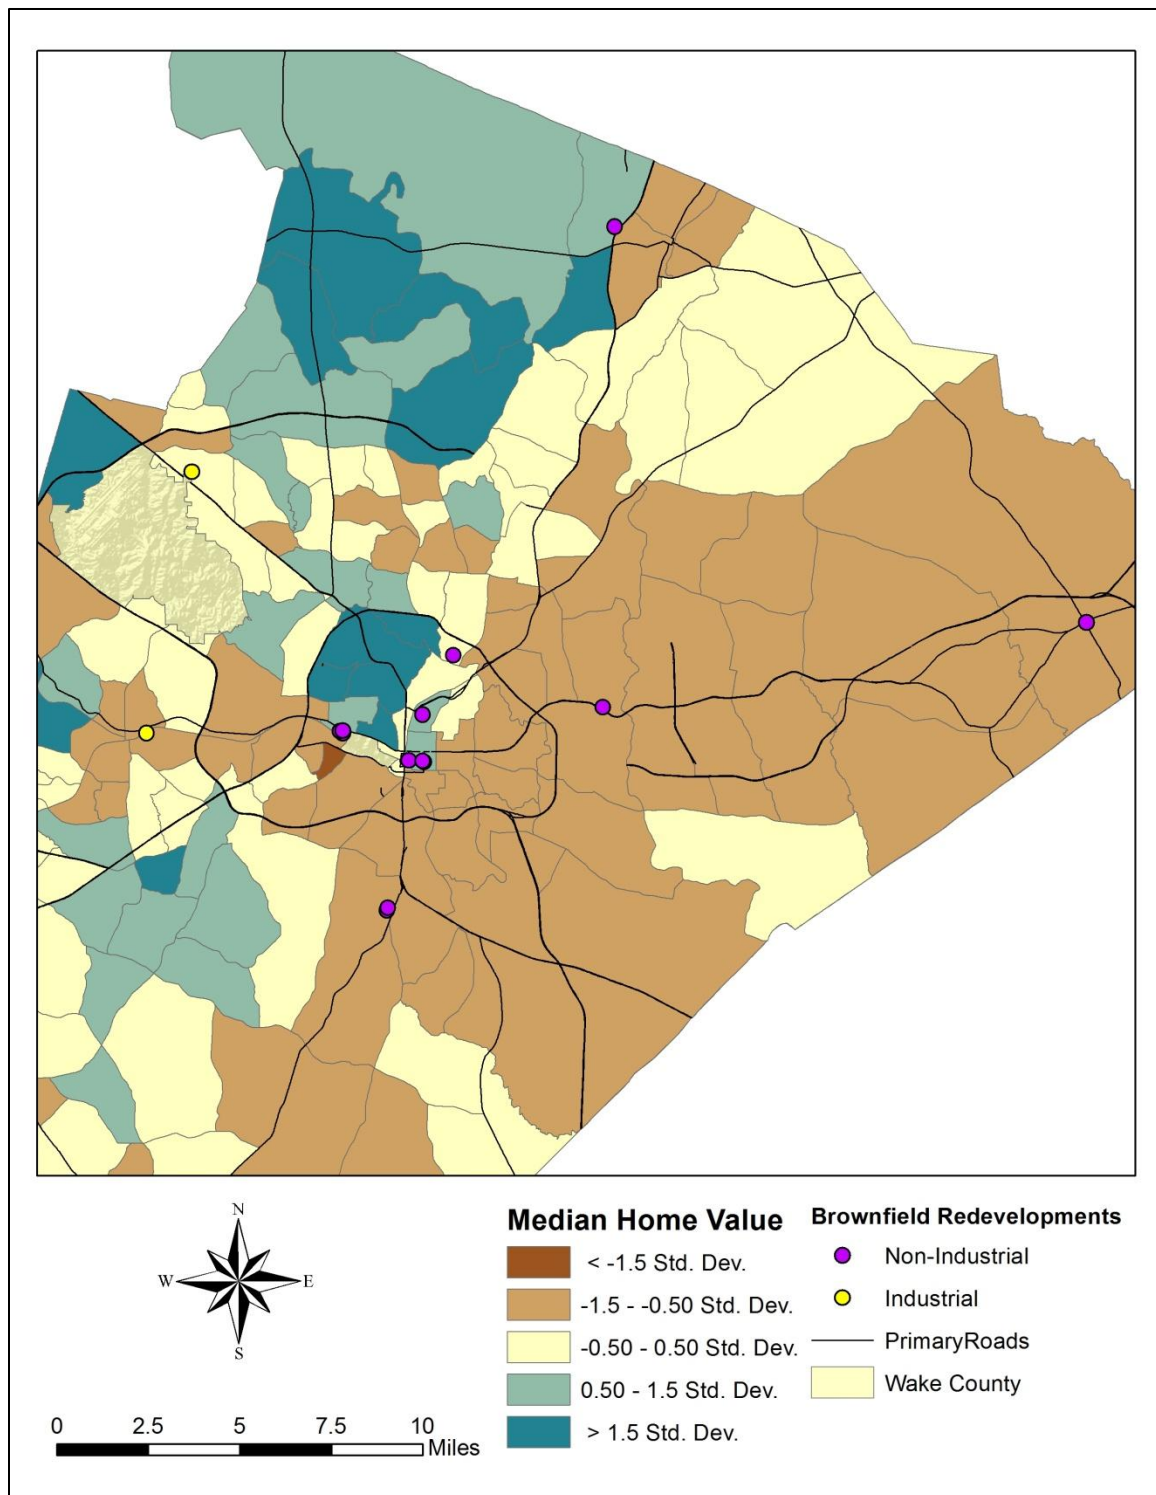 N
W
E
S
0 2.5 5 7.5 10
Miles
Median Home Value
< -1.5 Std. Dev.
-1.5 - -0.50 Std. Dev.
-0.50 - 0.50 Std. Dev.
0.50 - 1.5 Std. Dev.
> 1.5 Std. Dev.
Brownfield Redevelopments
Non-Industrial
Industrial
PrimaryRoads
Wake County